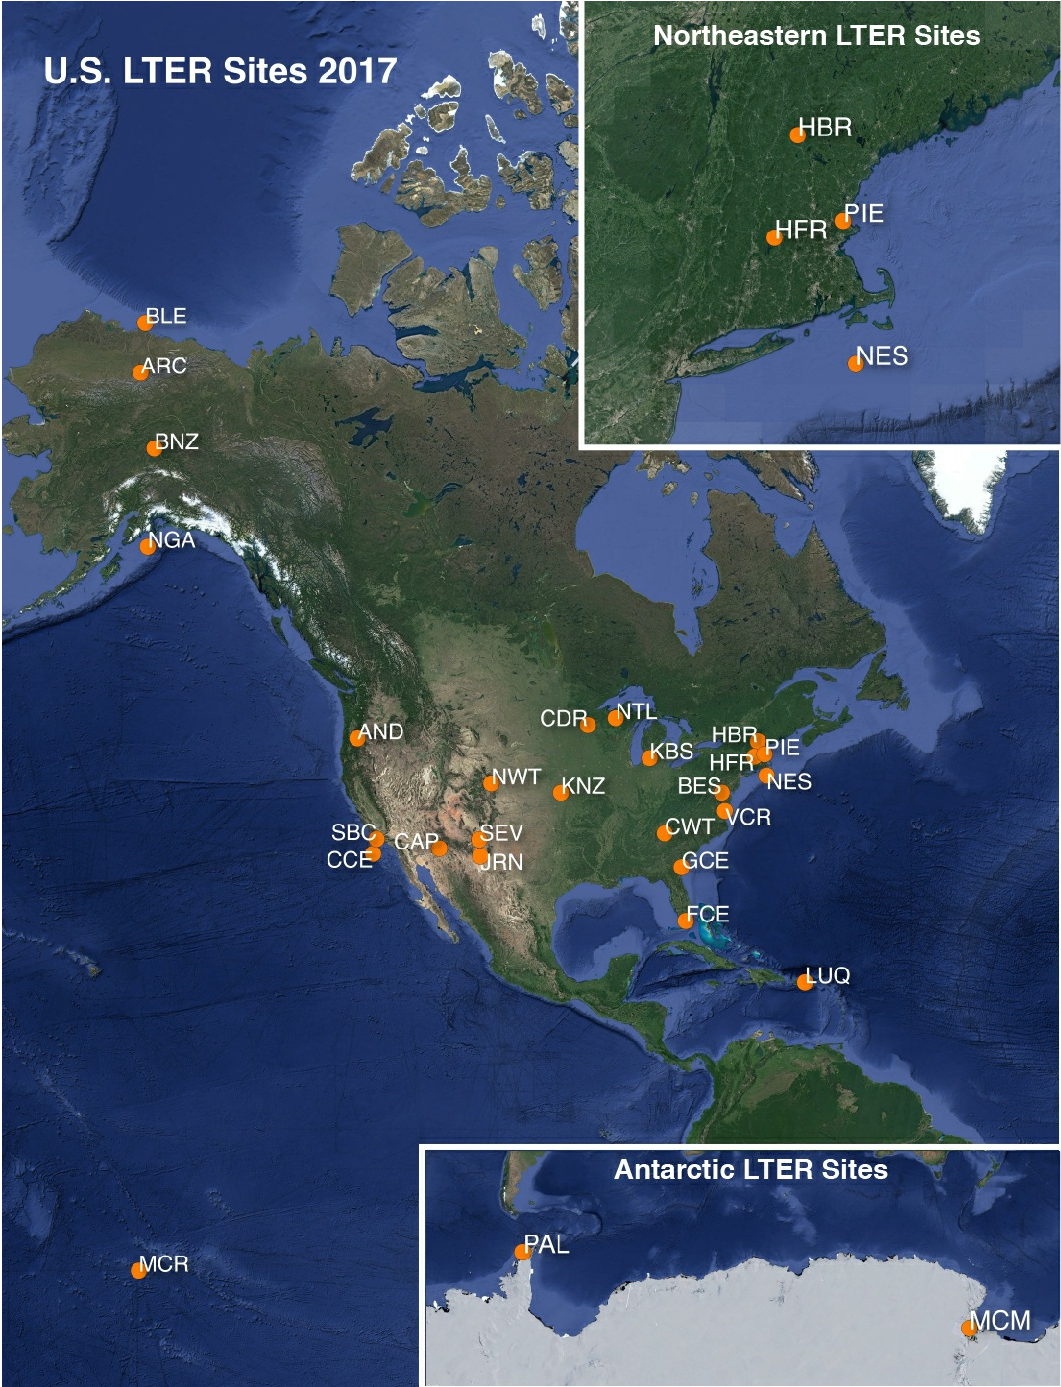 U.S. LTER Sites 2017
Northeastern LTER Sites
HBR
PIE
HFR
NES
BLE
ARC
BNZ
NGA
AND
CDR
NTL
KBS
HBR
PIE
HFR
NES
NWT
KNZ
BES
VCR
SBC
CAP
SEV
CWT
CCE
JRN
GCE
FCE
LUQ
MCR
Antarctic LTER Sites
PAL
MCM